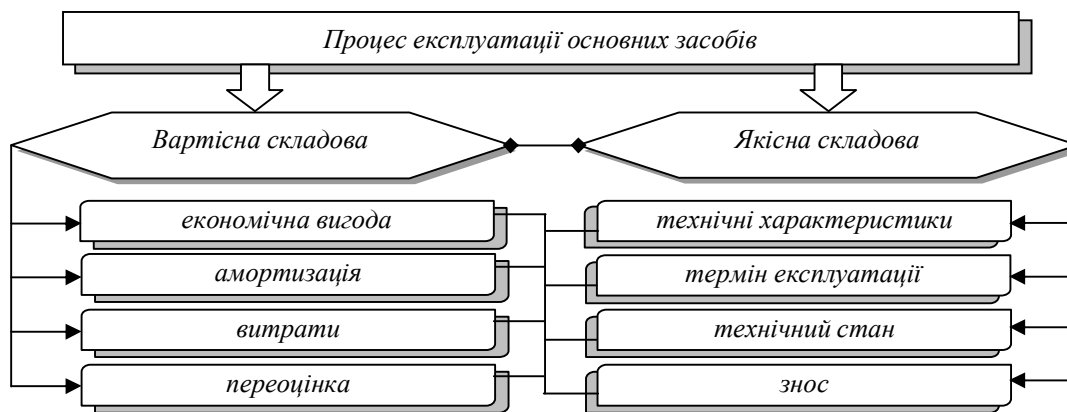 Процес експлуатації основних засобів
Вартісна складова
Якісна складова
економічна вигода
технічні характеристики
амортизація
термін експлуатації
витрати
технічний стан
переоцінка
знос